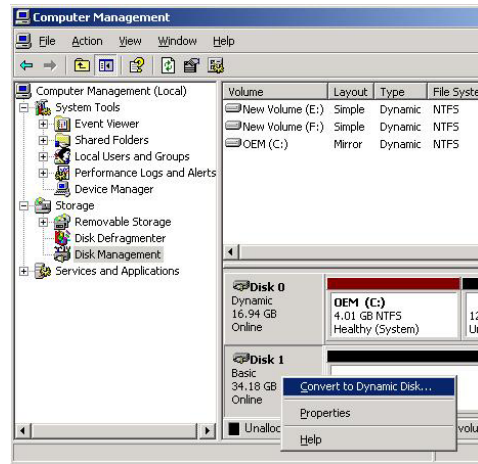 Computer Management
File Action View Window Help
Computer Management (Local)
System Tools
Event Viewer
Shared Folders
Local Users and Groups
Performance Logs and Alerts
Device Manager
Storage
Removable Storage
Disk Defragmenter
Disk Management
Services and Applications
Volume Layout Type File Syste
New Volume (E:) Simple Dynamic NTFS
New Volume (F:) Simple Dynamic NTFS
OEM (C:) Mirror Dynamic NTFS
Disk 0
Dynamic
16.94 GB
Online
OEM (C:)
4.01 GB NTFS
Healthy (System)
12
Un
Disk 1
Basic
34.18 GB
Online
Convert to Dynamic Disk...
Properties
Help
Unalloc
volu